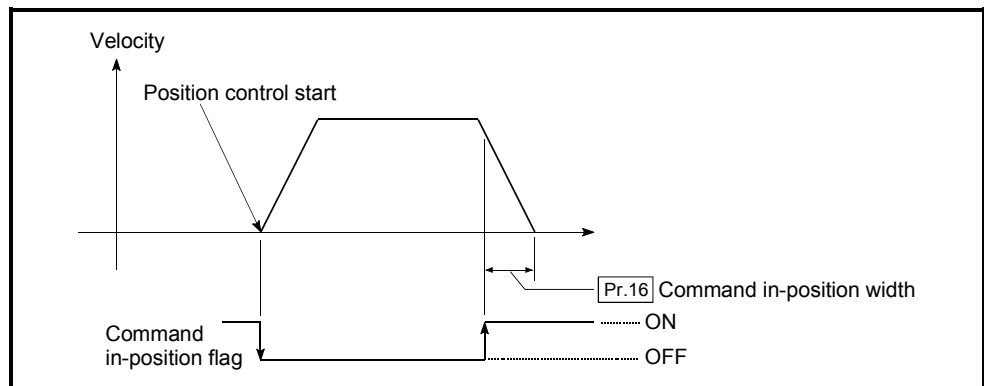 Velocity
Position control start
Pr.16 Command in-position width
ON
Command
in-position flag
OFF